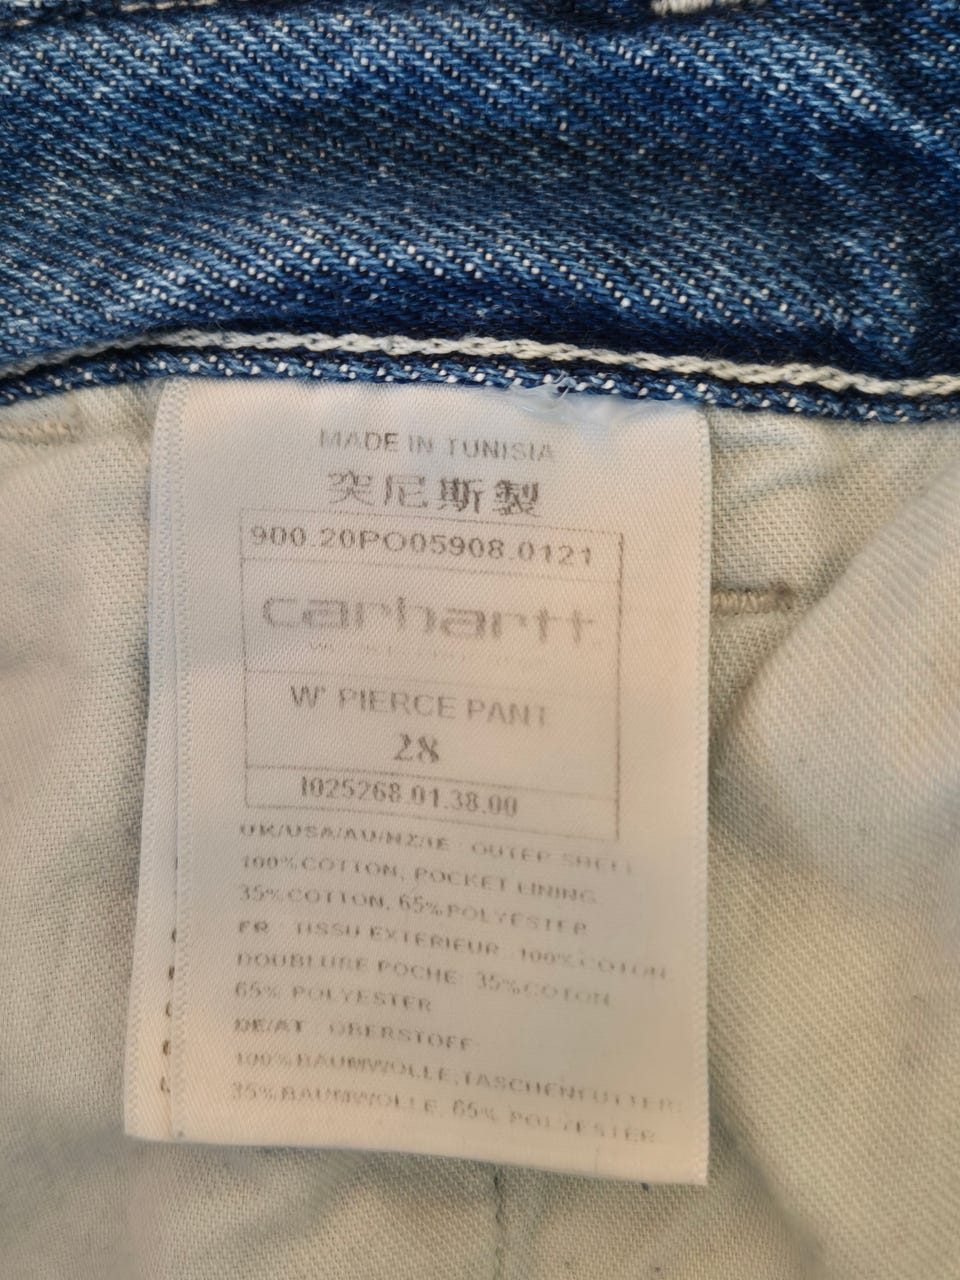 MADE IN TUNISIA
突尼斯製
900.20PO05908.0121
carhartt
W' PIERCE PANT
28
I025268.01.38.00
UK/USA/AU/NZ/IE : OUTER SHELL
100% COTTON, POCKET LINING
35% COTTON, 65% POLYESTER
FR : TISSU EXTERIEUR 100% COTON
DOUBLURE POCHE: 35% COTON
65% POLYESTER
DE/AT : OBERSTOFF
100% BAUMWOLLE, TASCHENFUTTER
35% BAUMWOLLE, 65% POLYESTER